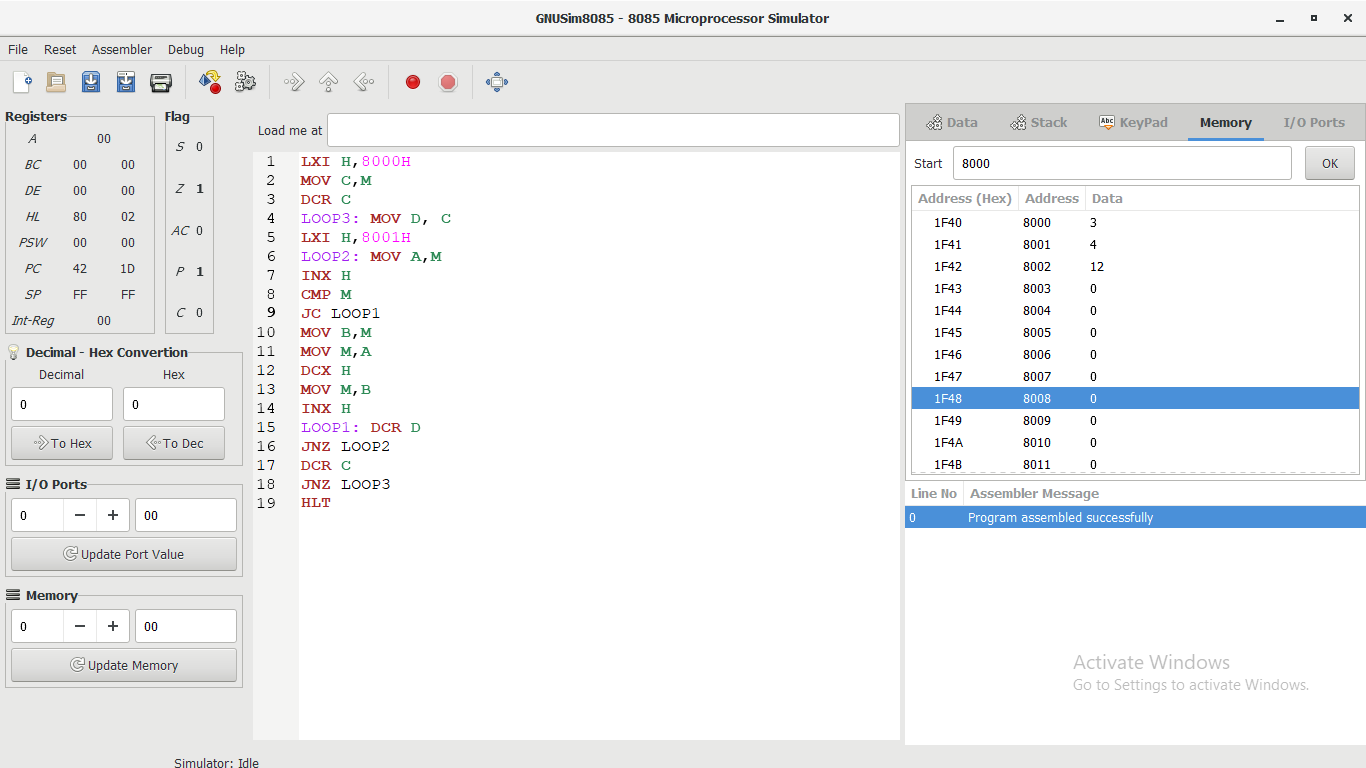 GNUSim8085 - 8085 Microprocessor Simulator
File Reset Assembler Debug Help
Registers
A 00
BC 00 00
DE 00 00
HL 80 02
PSW 00 00
PC 42 1D
SP FF FF
Int-Reg 00
Flag
S 0
Z 1
AC 0
P 1
C 0
Decimal - Hex Convertion
Decimal Hex
0 0
To Hex To Dec
I/O Ports
0 − + 00
Update Port Value
Memory
0 − + 00
Update Memory
Load me at
1 LXI H,8000H
2 MOV C,M
3 DCR C
4 LOOP3: MOV D, C
5 LXI H,8001H
6 LOOP2: MOV A,M
7 INX H
8 CMP M
9 JC LOOP1
10 MOV B,M
11 MOV M,A
12 DCX H
13 MOV M,B
14 INX H
15 LOOP1: DCR D
16 JNZ LOOP2
17 DCR C
18 JNZ LOOP3
19 HLT
Data Stack Abc KeyPad Memory I/O Ports
Start 8000 OK
Address (Hex) Address Data
1F40 8000 3
1F41 8001 4
1F42 8002 12
1F43 8003 0
1F44 8004 0
1F45 8005 0
1F46 8006 0
1F47 8007 0
1F48 8008 0
1F49 8009 0
1F4A 8010 0
1F4B 8011 0
Line No Assembler Message
0 Program assembled successfully
Activate Windows
Go to Settings to activate Windows.
Simulator: Idle